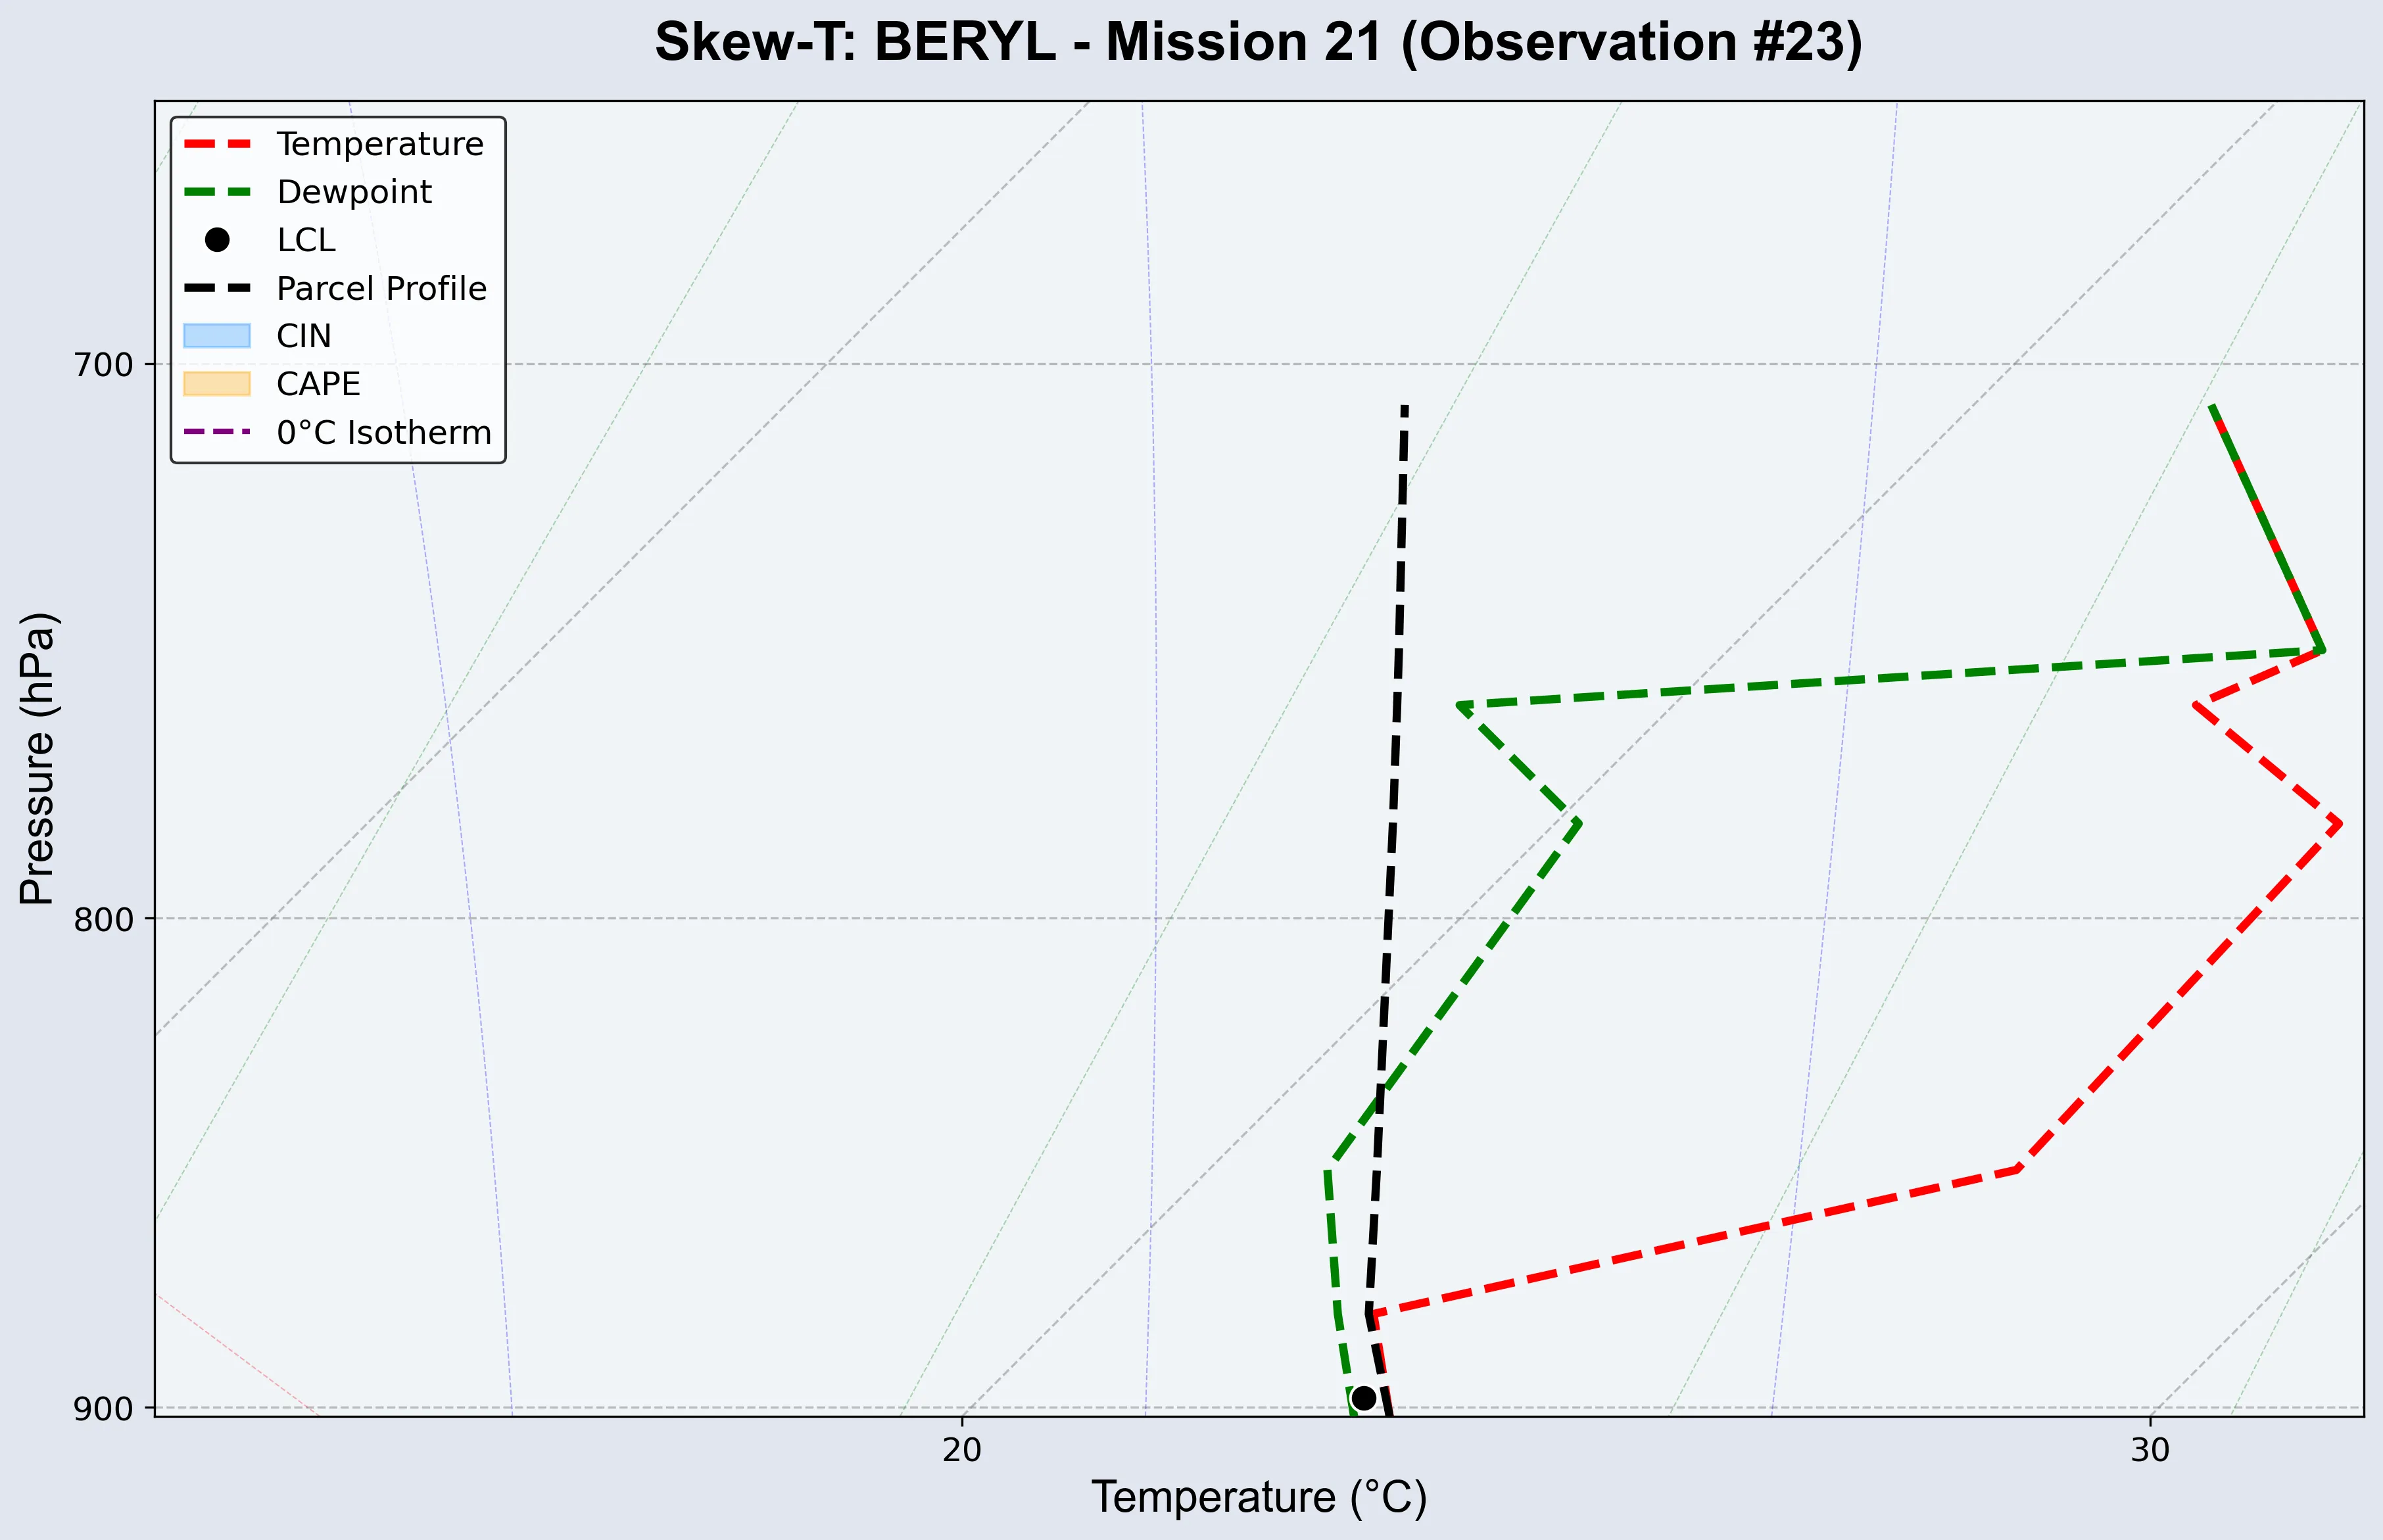 Skew-T: BERYL - Mission 21 (Observation #23)
Temperature
Dewpoint
LCL
Parcel Profile
CIN
CAPE
0°C Isotherm
700
800
900
Pressure (hPa)
20
30
Temperature (°C)